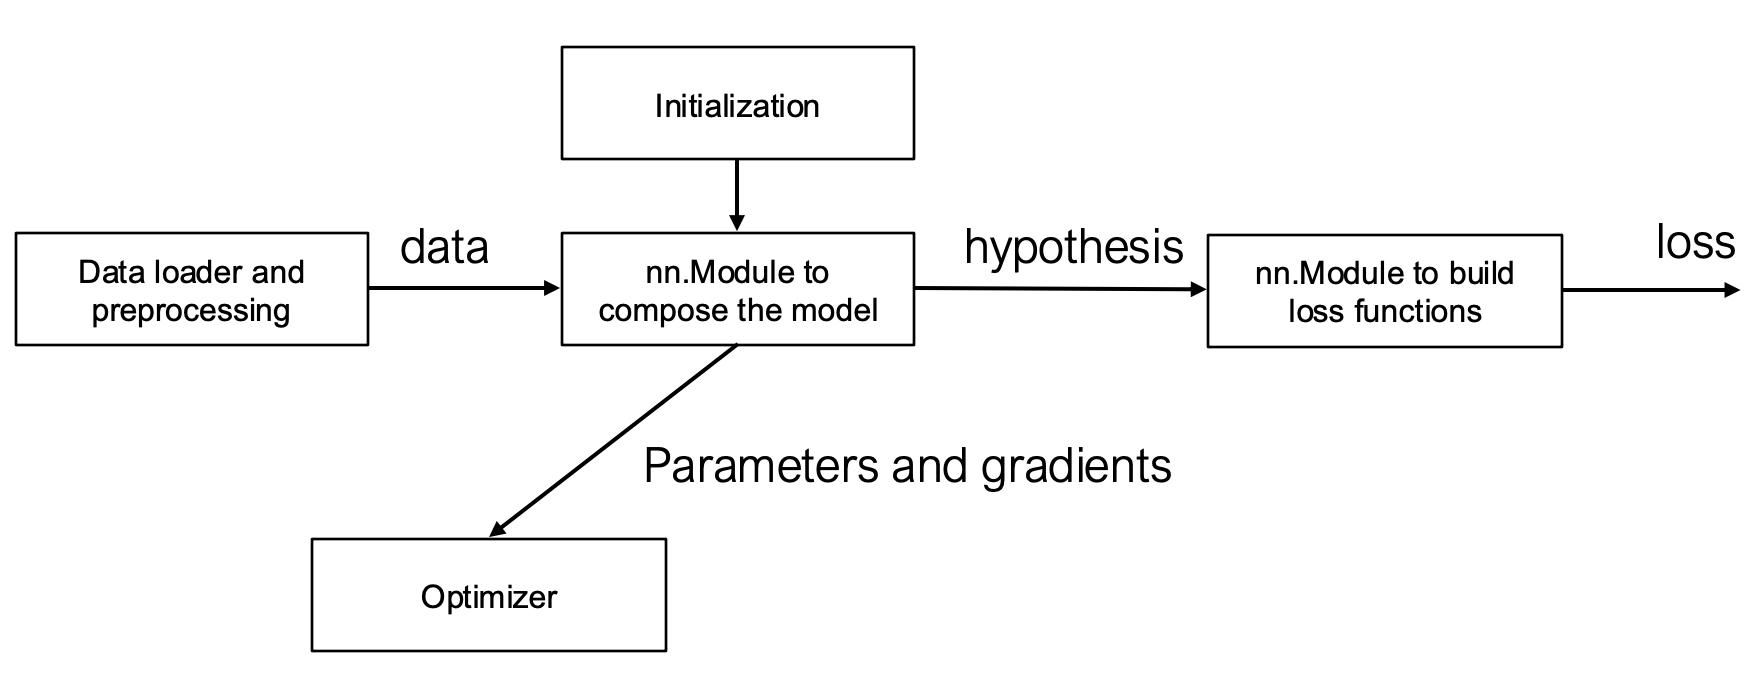 Initialization
Data loader and
preprocessing
data
nn.Module to
compose the model
hypothesis
nn.Module to build
loss functions
loss
Parameters and gradients
Optimizer